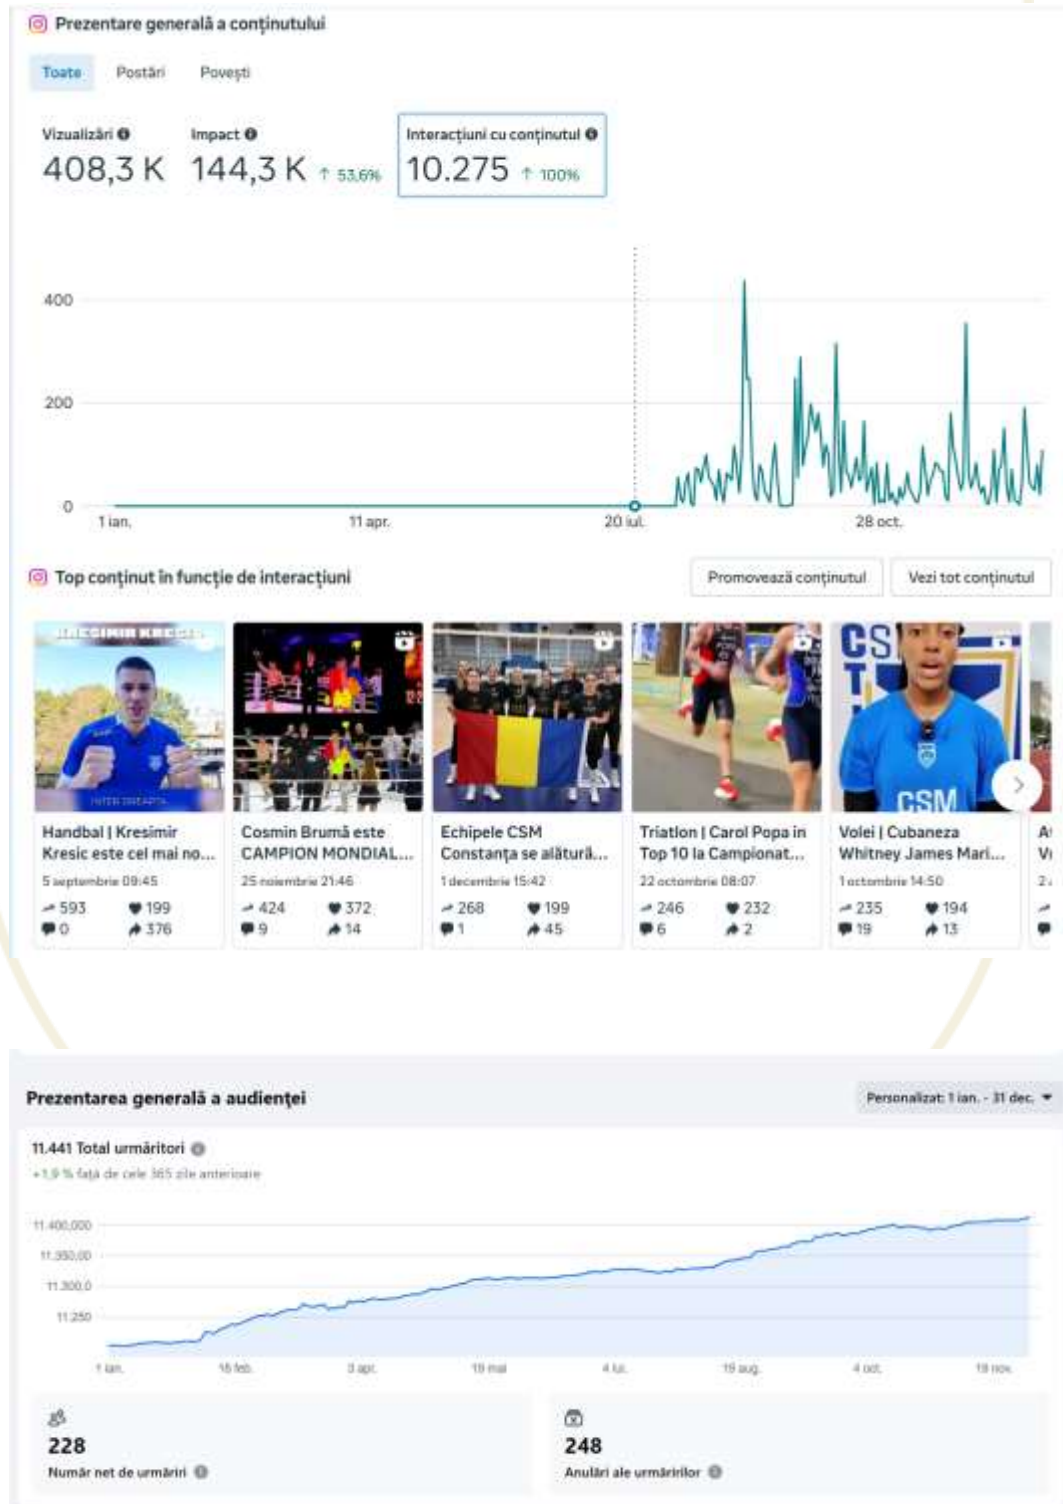 Prezentare generală a conținutului
Toate Postări Povești
Vizualizări Impact Interacțiuni cu conținutul
408,3 K 144,3 K ↑ 53,6% 10.275 ↑ 100%
400
200
0
1 ian. 11 apr. 20 iul. 28 oct.
Top conținut în funcție de interacțiuni Promovează conținutul Vezi tot conținutul
KRESIMIR KRESIC
INTER DREAPTA
CS
T
CSM
Handbal | Kresimir Cosmin Brumă este Echipele CSM Triatlon | Carol Popa in Volei | Cubaneza
Kresic este cel mai no... CAMPION MONDIAL... Constanța se alătură... Top 10 la Campionat... Whitney James Mari...
5 septembrie 09:45 25 noiembrie 21:46 1 decembrie 15:42 22 octombrie 08:07 1 octombrie 14:50
593 199 424 372 268 199 246 232 235 194
0 376 9 14 1 45 6 2 19 13
Prezentarea generală a audienței Personalizat: 1 ian. - 31 dec.
11.441 Total urmăritori
+1,9 % față de cele 365 zile anterioare
11.400,000
11.350,00
11.300,0
11.250
1 ian. 16 feb. 3 apr. 19 mai 4 iul. 19 aug. 4 oct. 19 nov.
228 248
Număr net de urmăriri Anulări ale urmăririlor